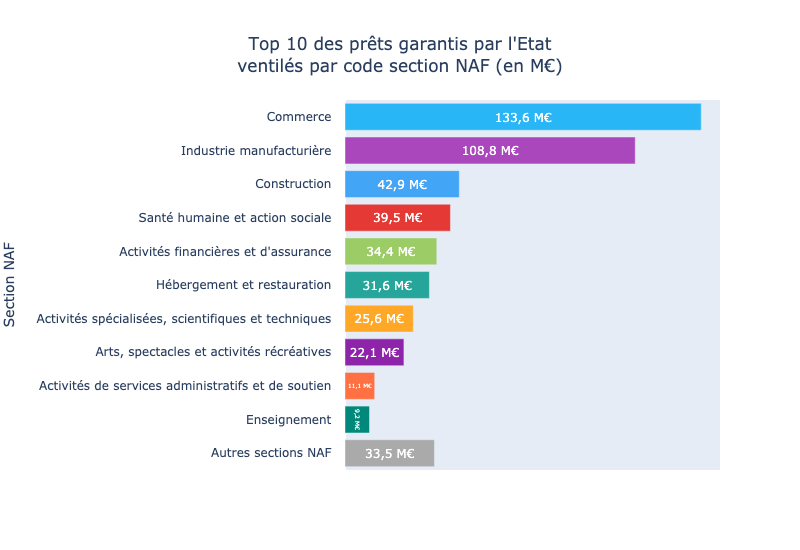 Top 10 des prêts garantis par l'Etat
ventilés par code section NAF (en M€)
Section NAF
Commerce 133,6 M€
Industrie manufacturière 108,8 M€
Construction 42,9 M€
Santé humaine et action sociale 39,5 M€
Activités financières et d'assurance 34,4 M€
Hébergement et restauration 31,6 M€
Activités spécialisées, scientifiques et techniques 25,6 M€
Arts, spectacles et activités récréatives 22,1 M€
Activités de services administratifs et de soutien 11,1 M€
Enseignement 9,2 M€
Autres sections NAF 33,5 M€